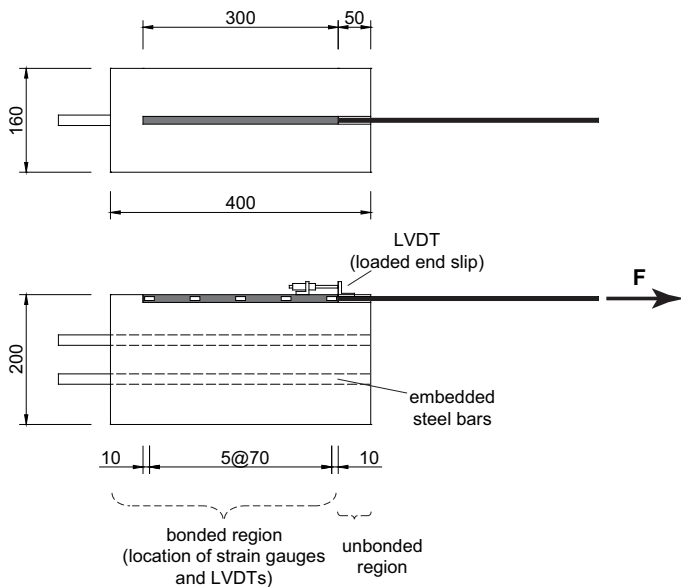 300
50
160
400
LVDT
(loaded end slip)
F
200
embedded
steel bars
10
5@70
10
bonded region
(location of strain gauges
and LVDTs)
unbonded
region